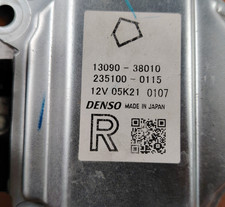 13090-38010
235100-0115
12V 05K21 0107
DENSO MADE IN JAPAN
R